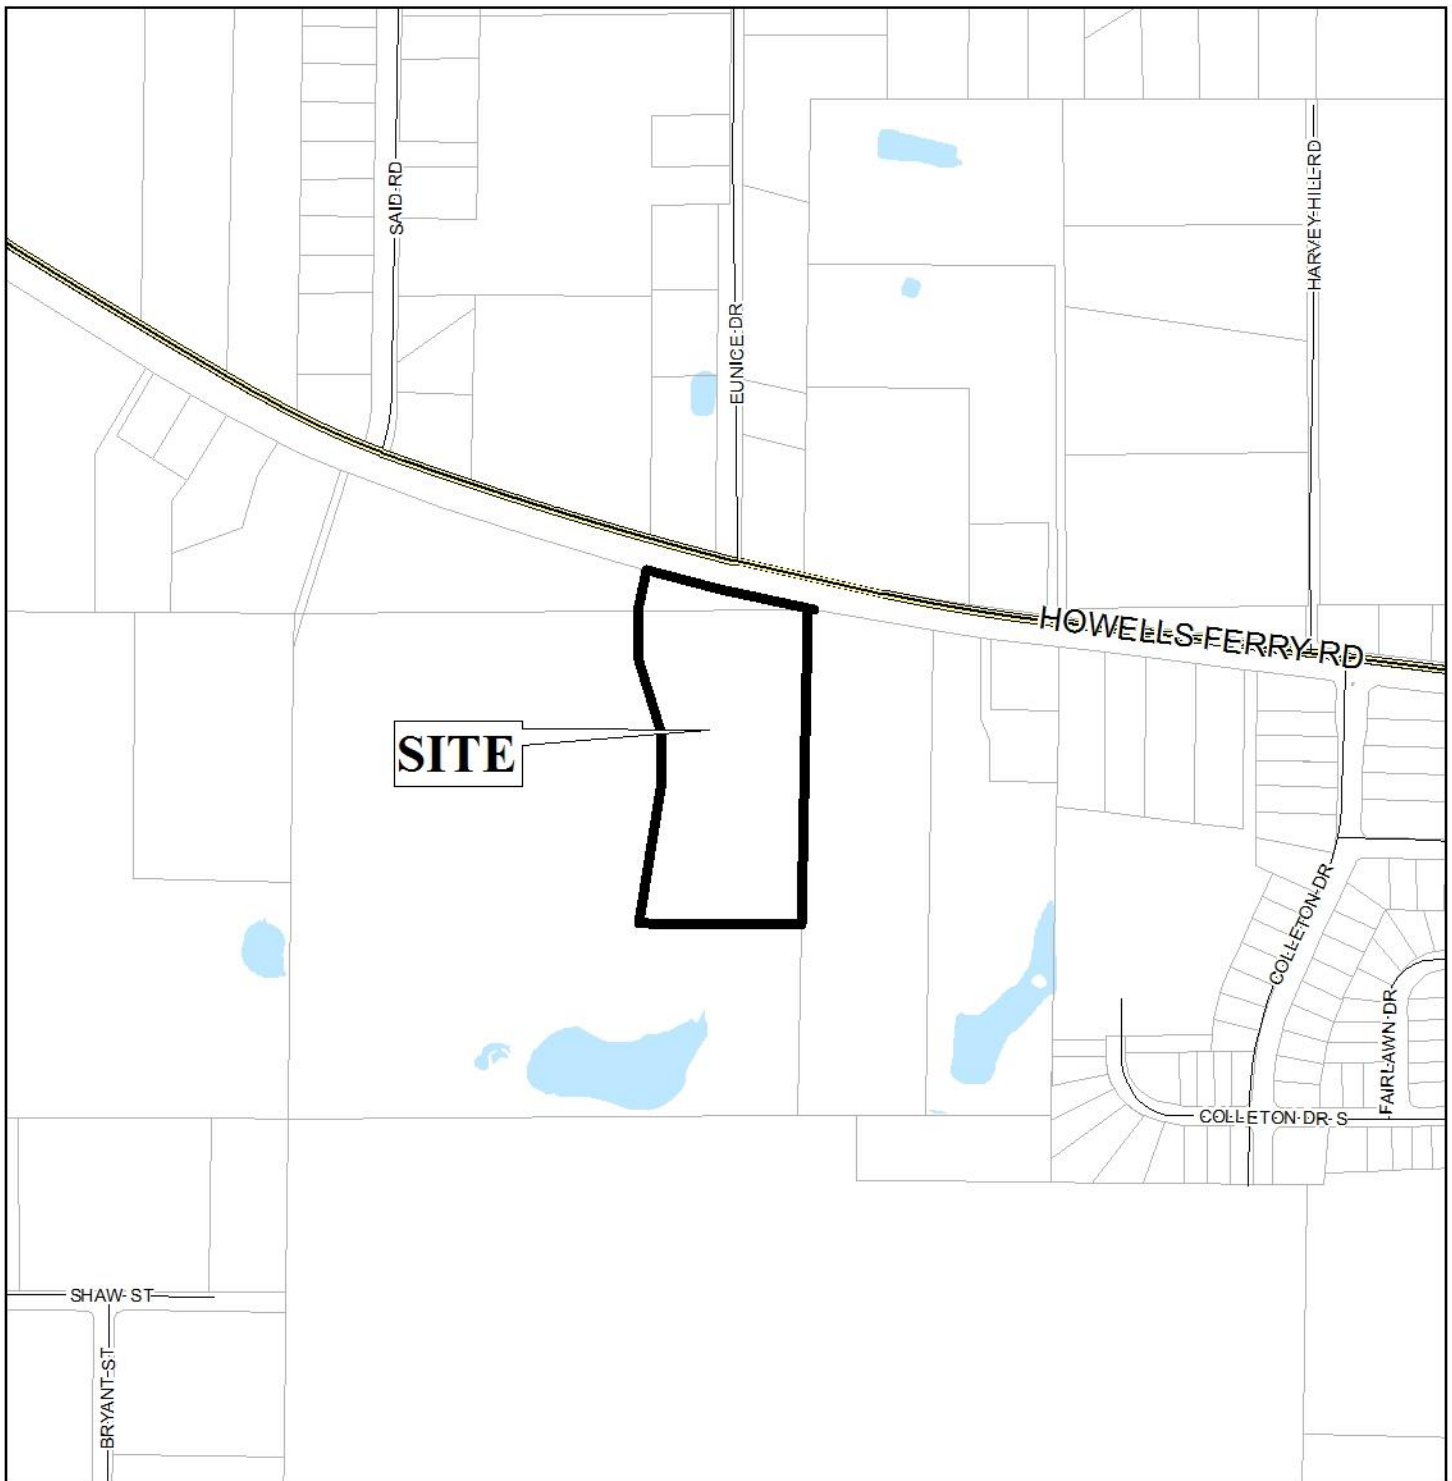 SAID RD
HARVEY HILL RD
EUNICE DR
HOWELLS FERRY RD
SITE
COLLETON DR
FAIRLAWN DR
COLLETON DR S
SHAW ST
BRYANT ST